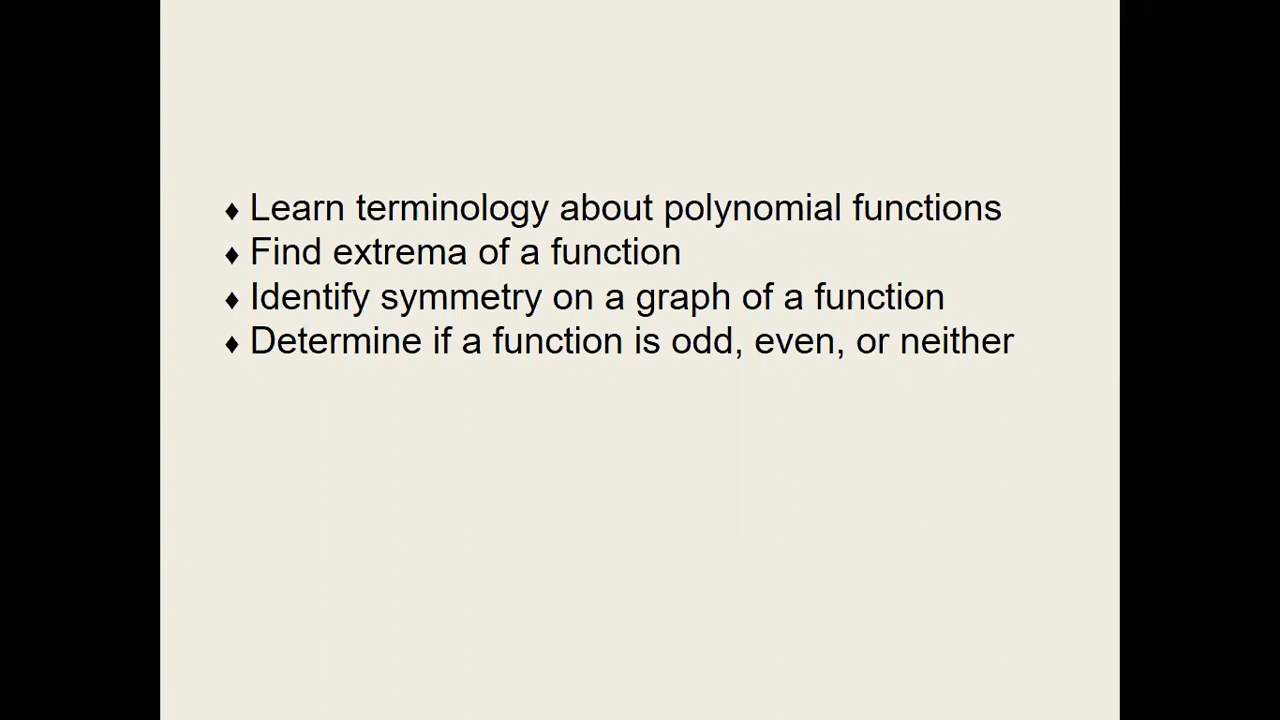 ♦ Learn terminology about polynomial functions
♦ Find extrema of a function
♦ Identify symmetry on a graph of a function
♦ Determine if a function is odd, even, or neither